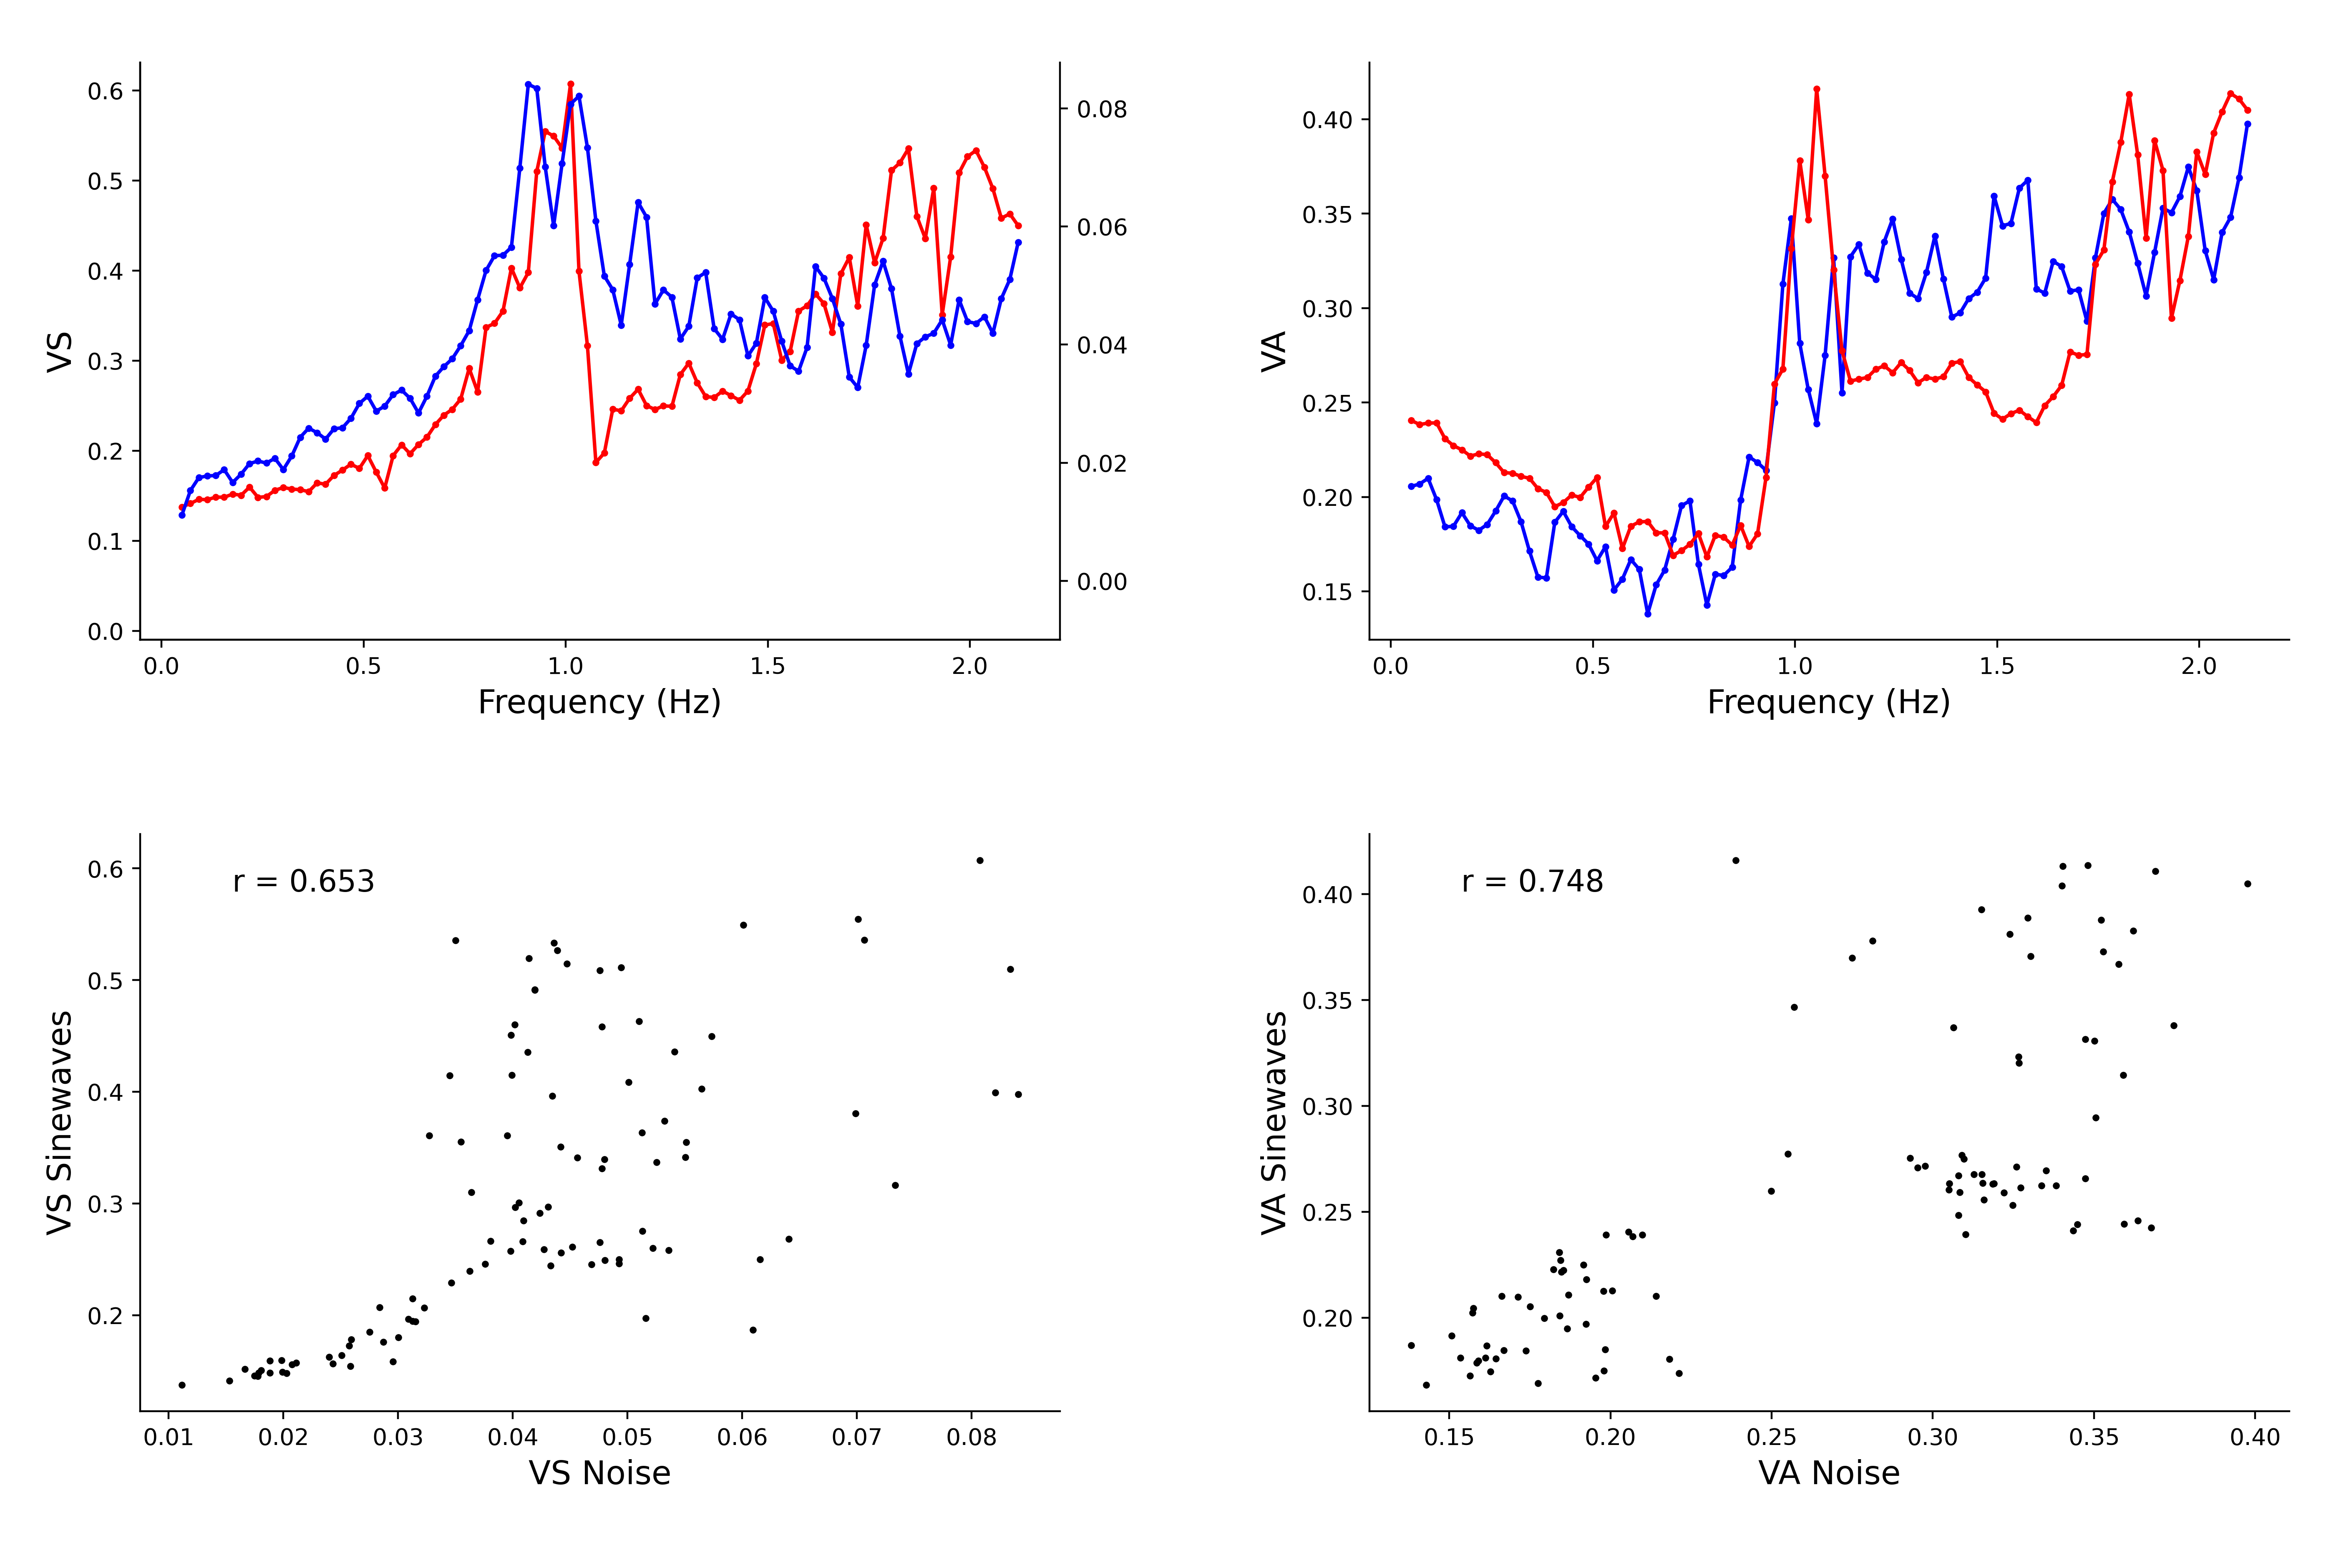 VS
0.6
0.5
0.4
0.3
0.2
0.1
0.0
0.08
0.06
0.04
0.02
0.00
0.0 0.5 1.0 1.5 2.0
Frequency (Hz)
VA
0.40
0.35
0.30
0.25
0.20
0.15
0.0 0.5 1.0 1.5 2.0
Frequency (Hz)
VS Sinewaves
0.6
0.5
0.4
0.3
0.2
r = 0.653
0.01 0.02 0.03 0.04 0.05 0.06 0.07 0.08
VS Noise
VA Sinewaves
0.40
0.35
0.30
0.25
0.20
r = 0.748
0.15 0.20 0.25 0.30 0.35 0.40
VA Noise